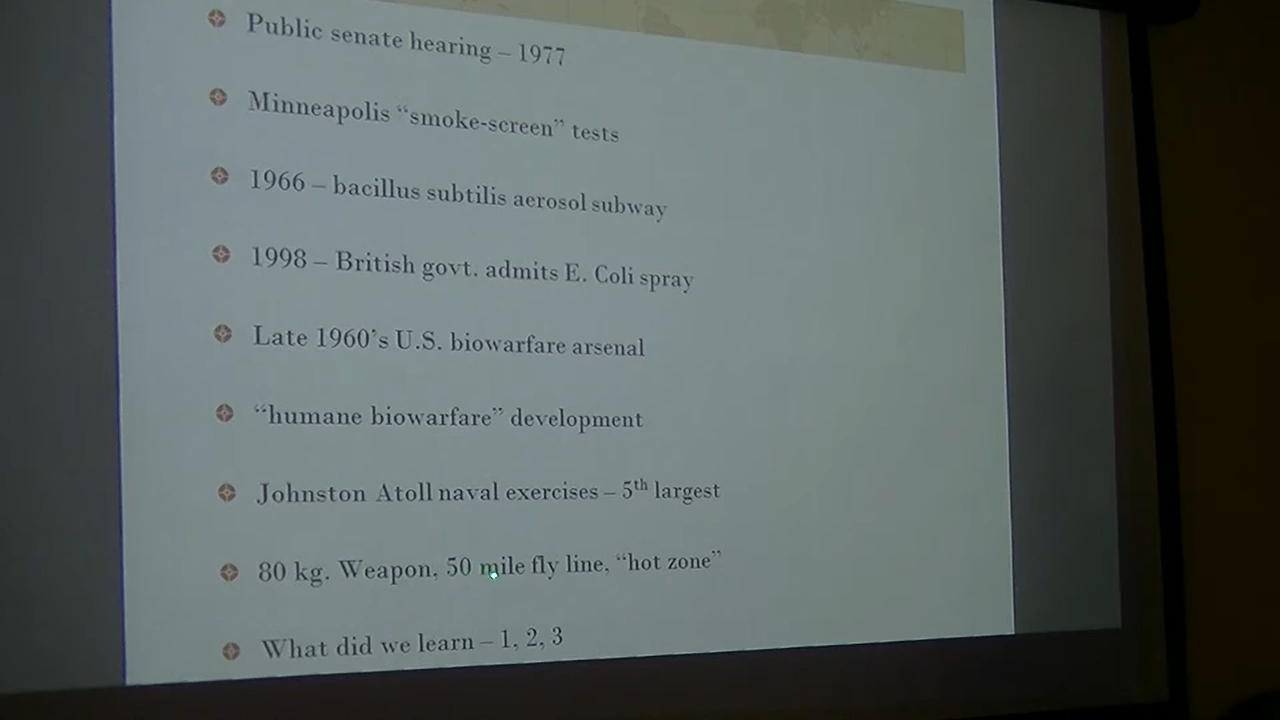 Public senate hearing – 1977
Minneapolis “smoke-screen” tests
1966 – bacillus subtilis aerosol subway
1998 – British govt. admits E. Coli spray
Late 1960’s U.S. biowarfare arsenal
“humane biowarfare” development
Johnston Atoll naval exercises – 5th largest
80 kg. Weapon, 50 mile fly line, “hot zone”
What did we learn – 1, 2, 3